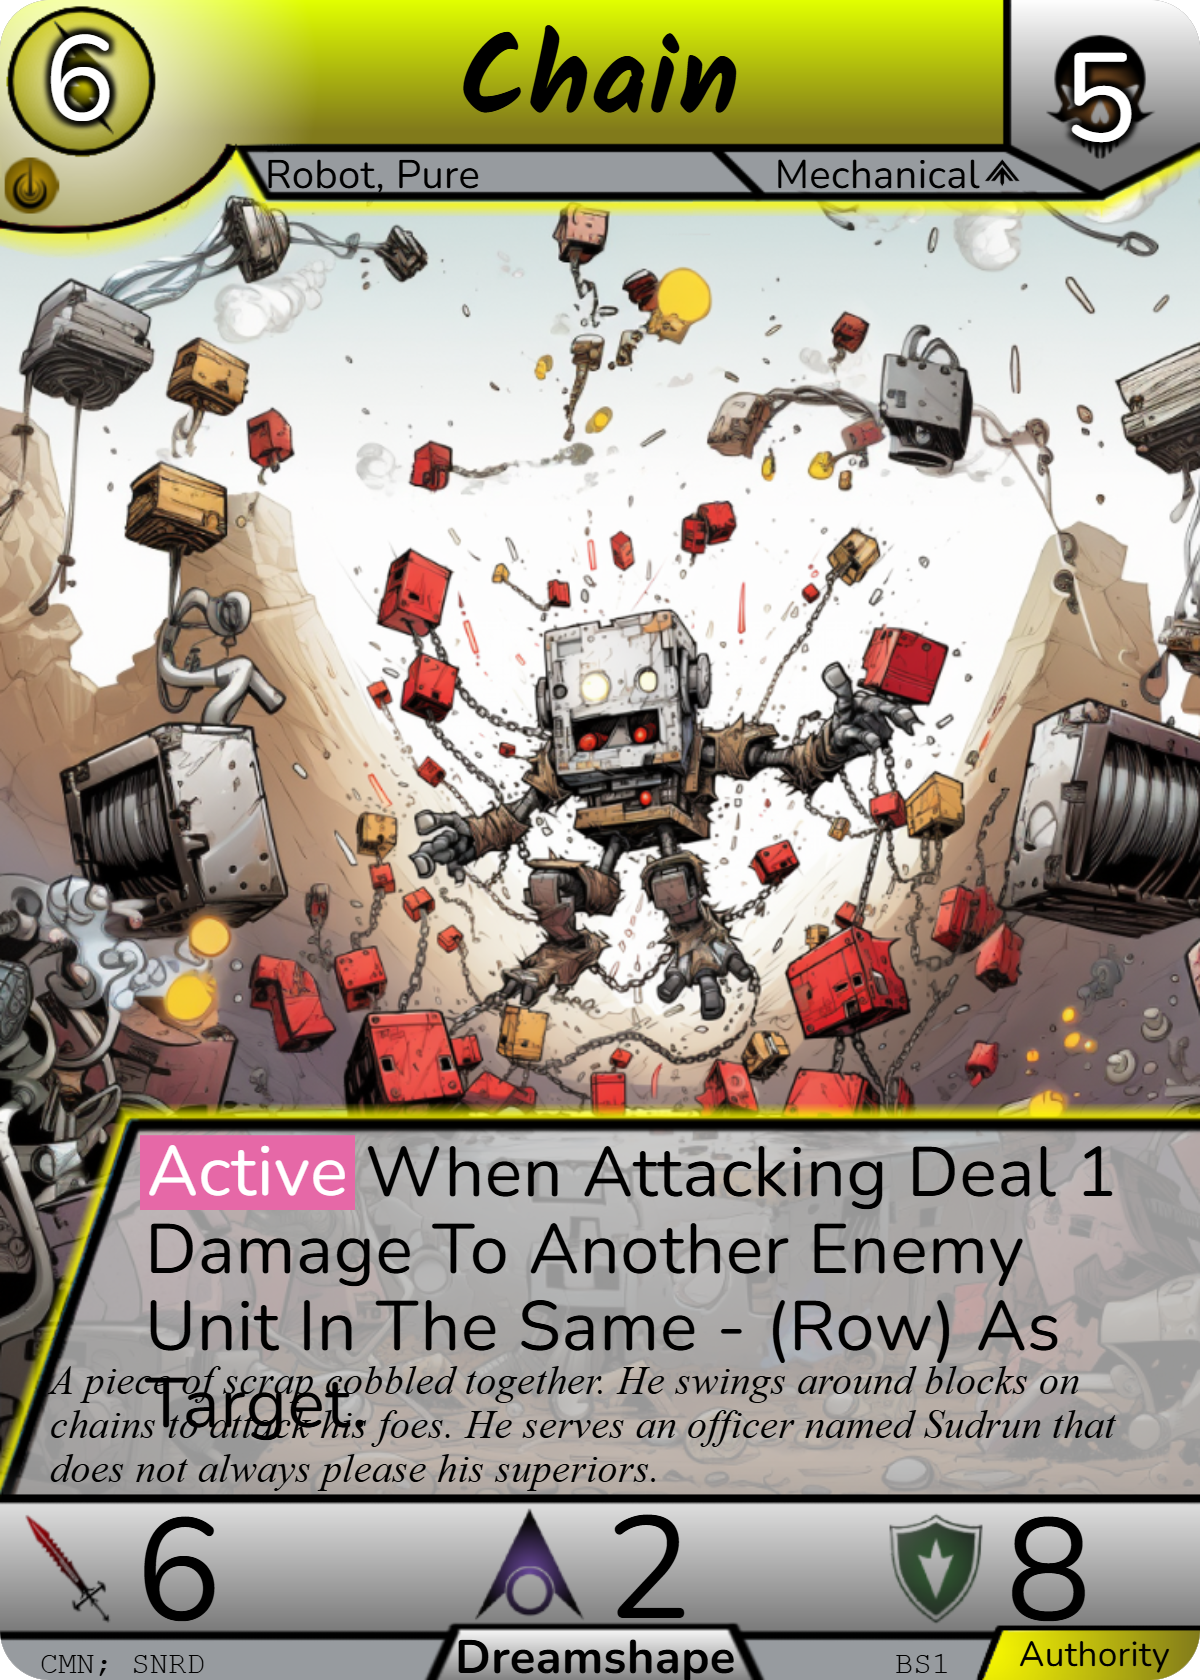 6
Chain
5
Robot, Pure
Mechanical
Active When Attacking Deal 1
Damage To Another Enemy
Unit In The Same - (Row) As
Target.
A piece of scrap cobbled together. He swings around blocks on
chains to attack his foes. He serves an officer named Sudrun that
does not always please his superiors.
6
2
8
CMN; SNRD
Dreamshape
BS1
Authority